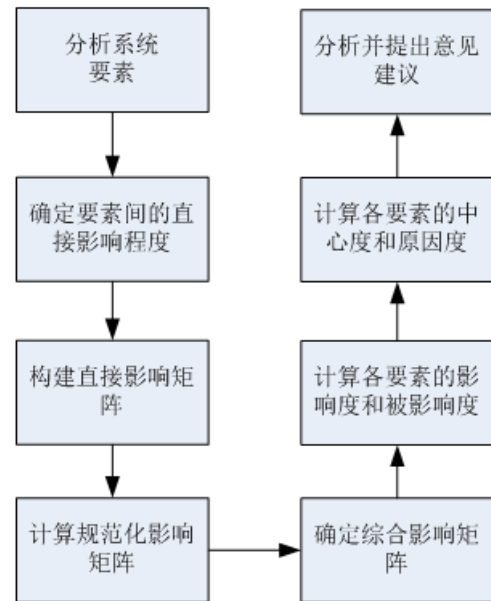 分析系统
要素
确定要素间的直
接影响程度
构建直接影响矩
阵
计算规范化影响
矩阵
确定综合影响矩
阵
计算各要素的影
响度和被影响度
计算各要素的中
心度和原因度
分析并提出意见
建议